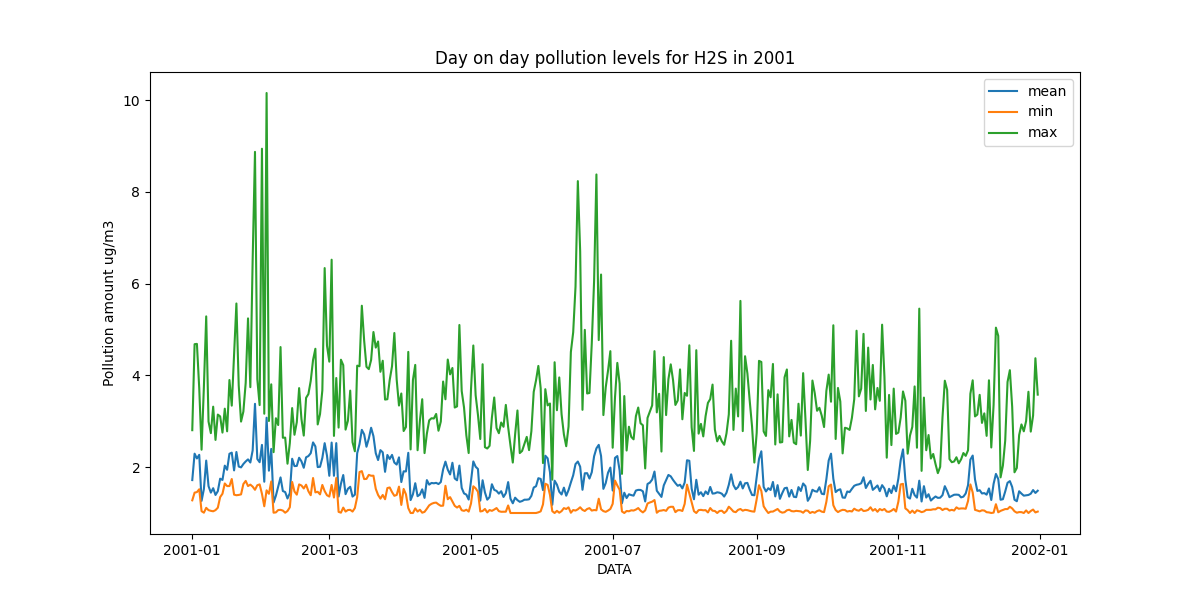 Day on day pollution levels for H2S in 2001
mean
min
max
Pollution amount ug/m3
10
8
6
4
2
2001-01
2001-03
2001-05
2001-07
2001-09
2001-11
2002-01
DATA